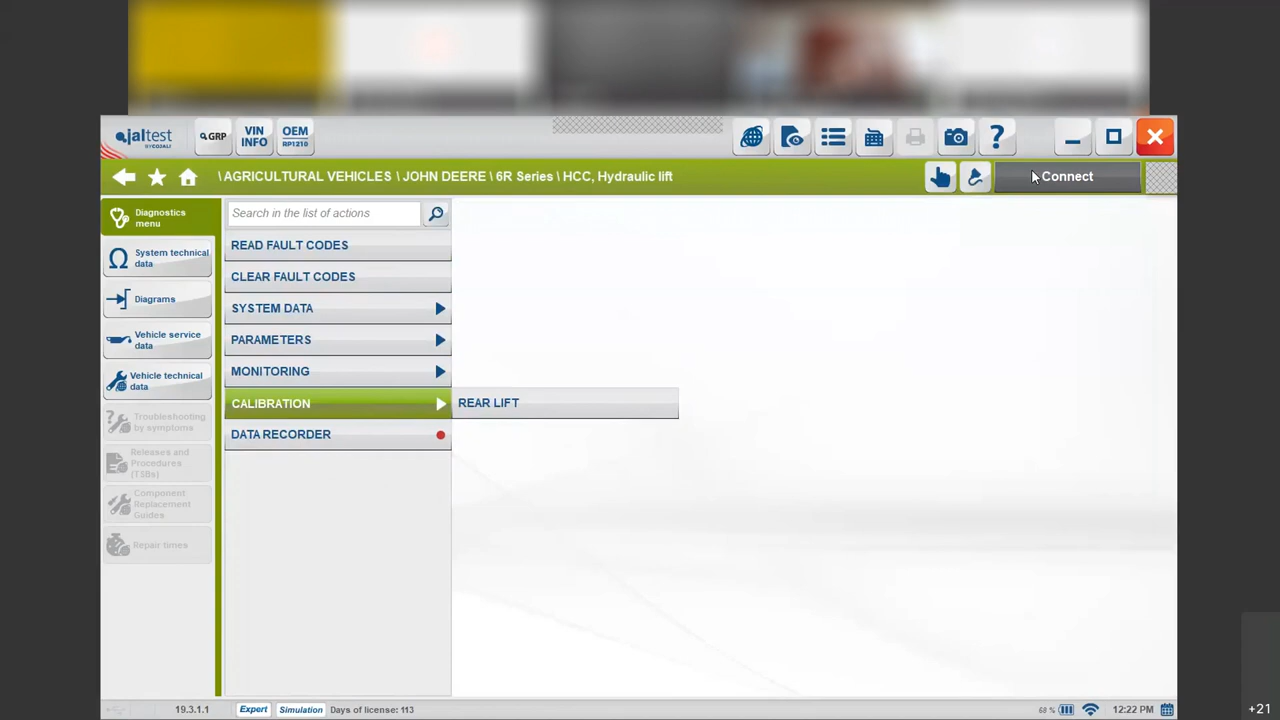 jaltest
BY COJALI
GRP
VIN
INFO
OEM
RP1210
?
\ AGRICULTURAL VEHICLES \ JOHN DEERE \ 6R Series \ HCC, Hydraulic lift
Connect
Diagnostics
menu
System technical
data
Diagrams
Vehicle service
data
Vehicle technical
data
Troubleshooting
by symptoms
Releases and
Procedures
(TSBs)
Component
Replacement
Guides
Repair times
Search in the list of actions
READ FAULT CODES
CLEAR FAULT CODES
SYSTEM DATA
PARAMETERS
MONITORING
CALIBRATION
REAR LIFT
DATA RECORDER
19.3.1.1
Expert
Simulation
Days of license: 113
68 %
12:22 PM
+21